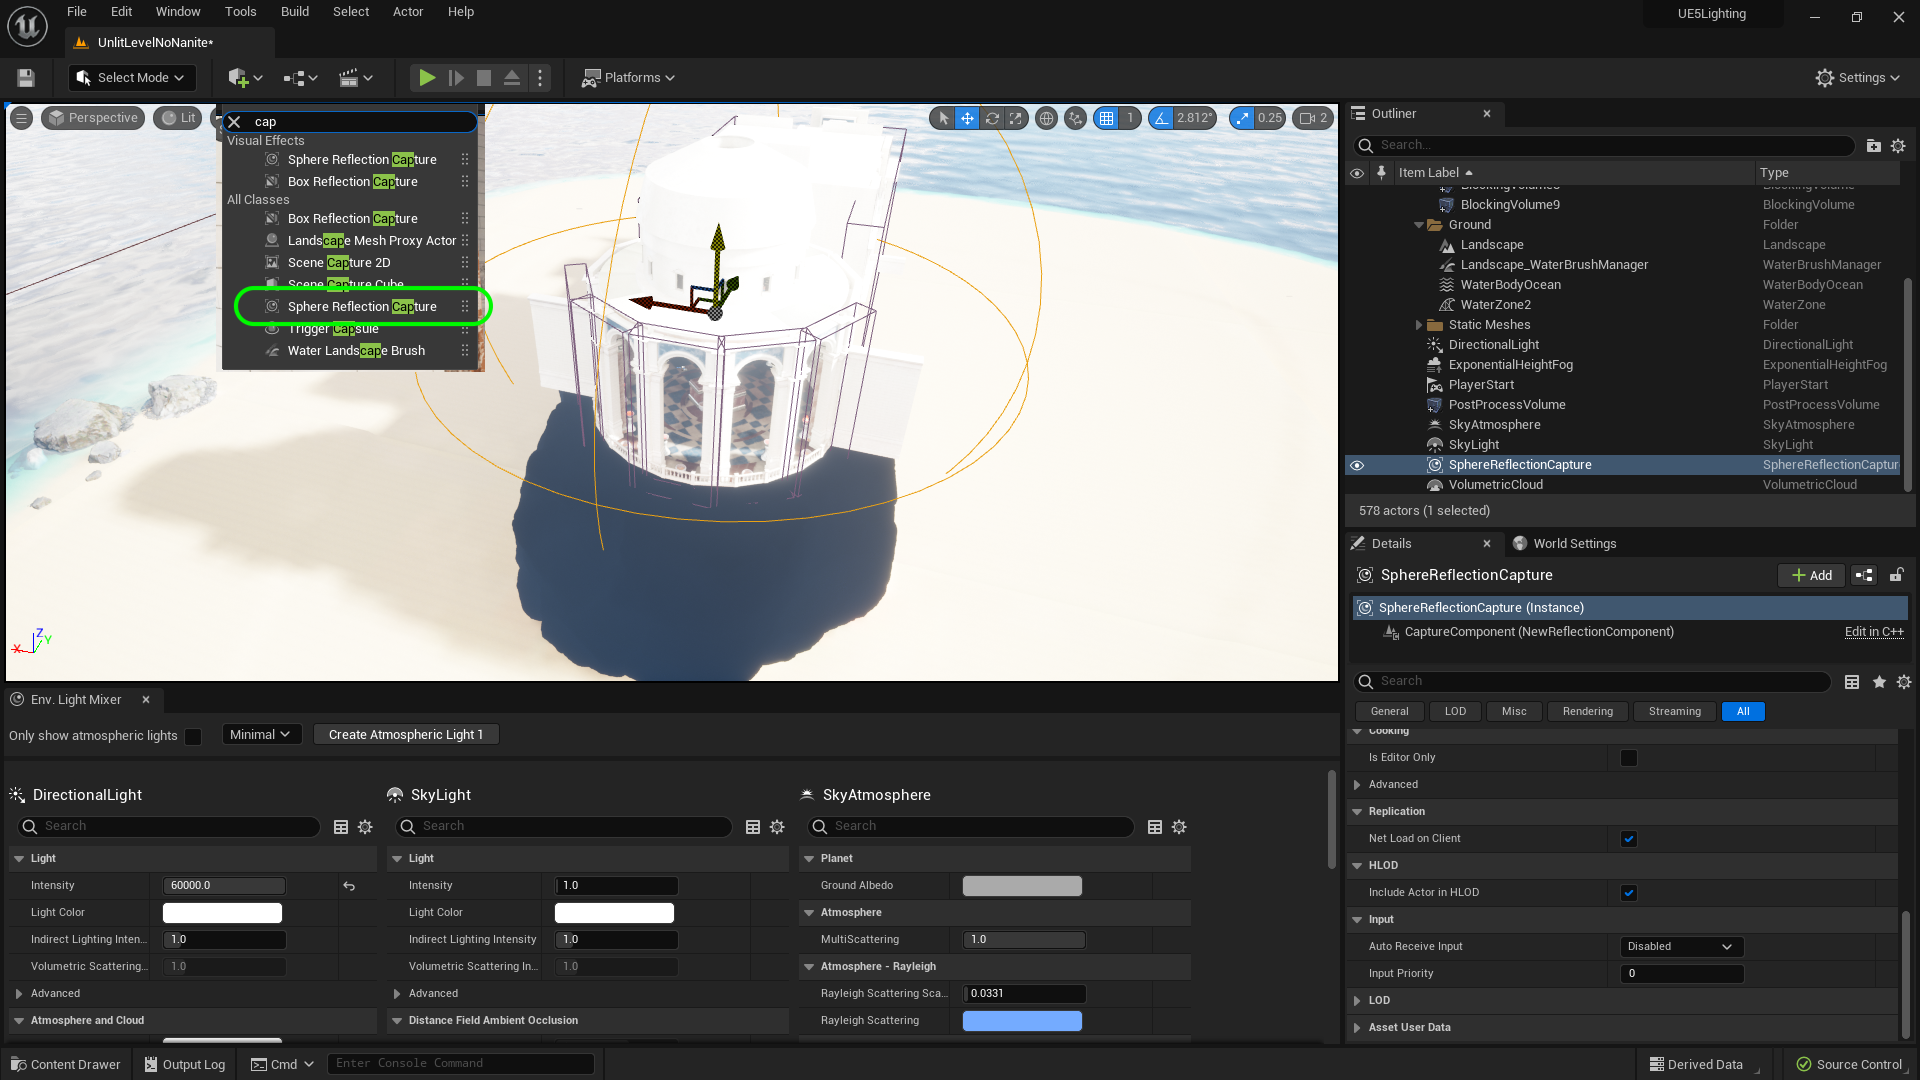 File Edit Window Tools Build Select Actor Help
UE5Lighting
UnlitLevelNoNanite*
Select Mode
Platforms
Settings
Perspective
Lit
1
2.812°
0.25
2
cap
Visual Effects
Sphere Reflection Capture
Box Reflection Capture
All Classes
Box Reflection Capture
Landscape Mesh Proxy Actor
Scene Capture 2D
Scene Capture Cube
Sphere Reflection Capture
Trigger Capsule
Water Landscape Brush
Z
Y
X
Outliner
Search...
Item Label Type
BlockingVolume8 BlockingVolume
BlockingVolume9 BlockingVolume
Ground Folder
Landscape Landscape
Landscape_WaterBrushManager WaterBrushManager
WaterBodyOcean WaterBodyOcean
WaterZone2 WaterZone
Static Meshes Folder
DirectionalLight DirectionalLight
ExponentialHeightFog ExponentialHeightFog
PlayerStart PlayerStart
PostProcessVolume PostProcessVolume
SkyAtmosphere SkyAtmosphere
SkyLight SkyLight
SphereReflectionCapture SphereReflectionCaptur
VolumetricCloud VolumetricCloud
578 actors (1 selected)
Details World Settings
SphereReflectionCapture
Add
SphereReflectionCapture (Instance)
CaptureComponent (NewReflectionComponent) Edit in C++
Search
General LOD Misc Rendering Streaming All
Cooking
Is Editor Only
Advanced
Replication
Net Load on Client
HLOD
Include Actor in HLOD
Input
Auto Receive Input Disabled
Input Priority 0
LOD
Asset User Data
Env. Light Mixer
Only show atmospheric lights Minimal Create Atmospheric Light 1
DirectionalLight
Search
Light
Intensity 60000.0
Light Color
Indirect Lighting Inten... 1.0
Volumetric Scattering... 1.0
Advanced
Atmosphere and Cloud
SkyLight
Search
Light
Intensity 1.0
Light Color
Indirect Lighting Intensity 1.0
Volumetric Scattering In... 1.0
Advanced
Distance Field Ambient Occlusion
SkyAtmosphere
Search
Planet
Ground Albedo
Atmosphere
MultiScattering 1.0
Atmosphere - Rayleigh
Rayleigh Scattering Sca... 0.0331
Rayleigh Scattering
Content Drawer Output Log Cmd Enter Console Command Derived Data Source Control